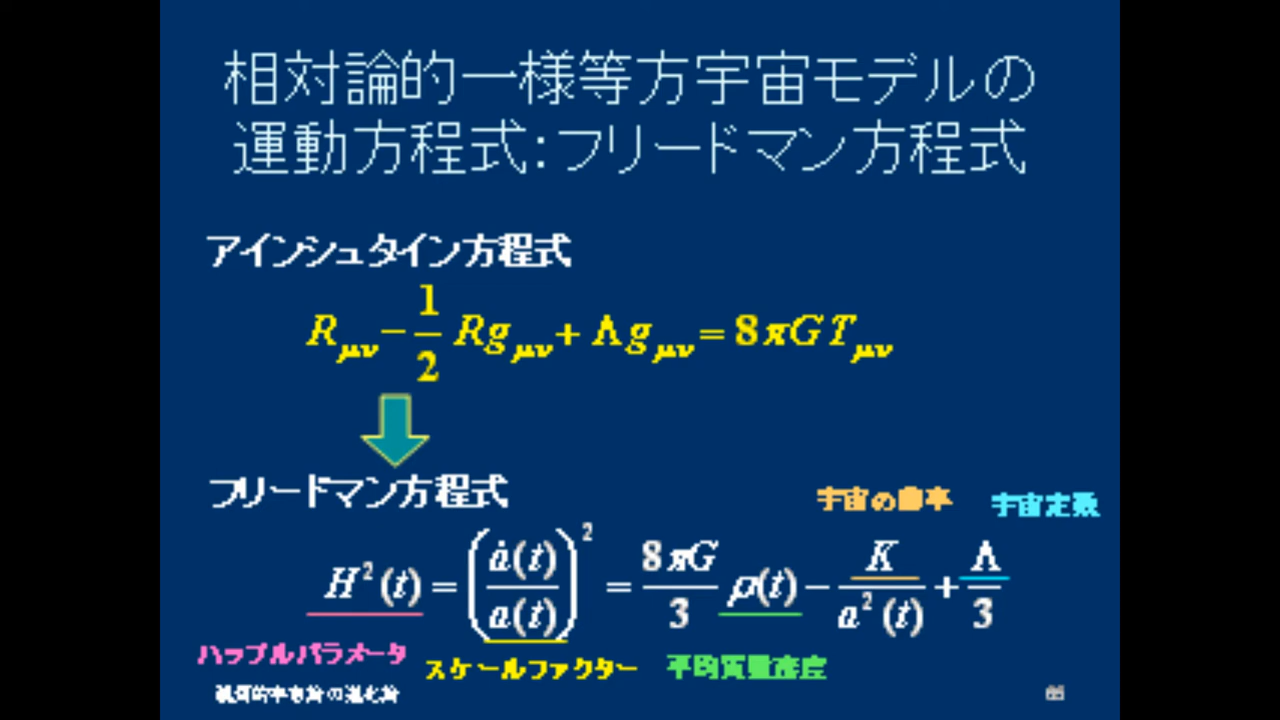 相対論的一様等方宇宙モデルの
運動方程式：フリードマン方程式
アインシュタイン方程式
R_μν − 1/2 Rg_μν + Λg_μν = 8πGT_μν
フリードマン方程式
宇宙の曲率 宇宙定数
H²(t) = (ȧ(t)/a(t))² = 8πG/3 ρ(t) − K/a²(t) + Λ/3
ハッブルパラメータ
スケールファクター 平均質量密度